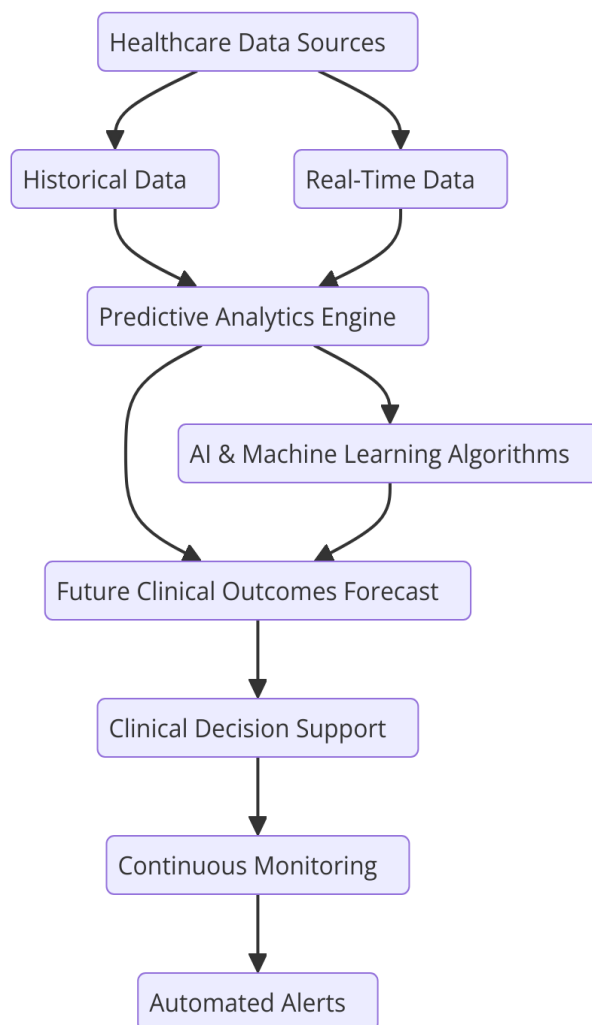 Healthcare Data Sources
Historical Data
Real-Time Data
Predictive Analytics Engine
AI & Machine Learning Algorithms
Future Clinical Outcomes Forecast
Clinical Decision Support
Continuous Monitoring
Automated Alerts